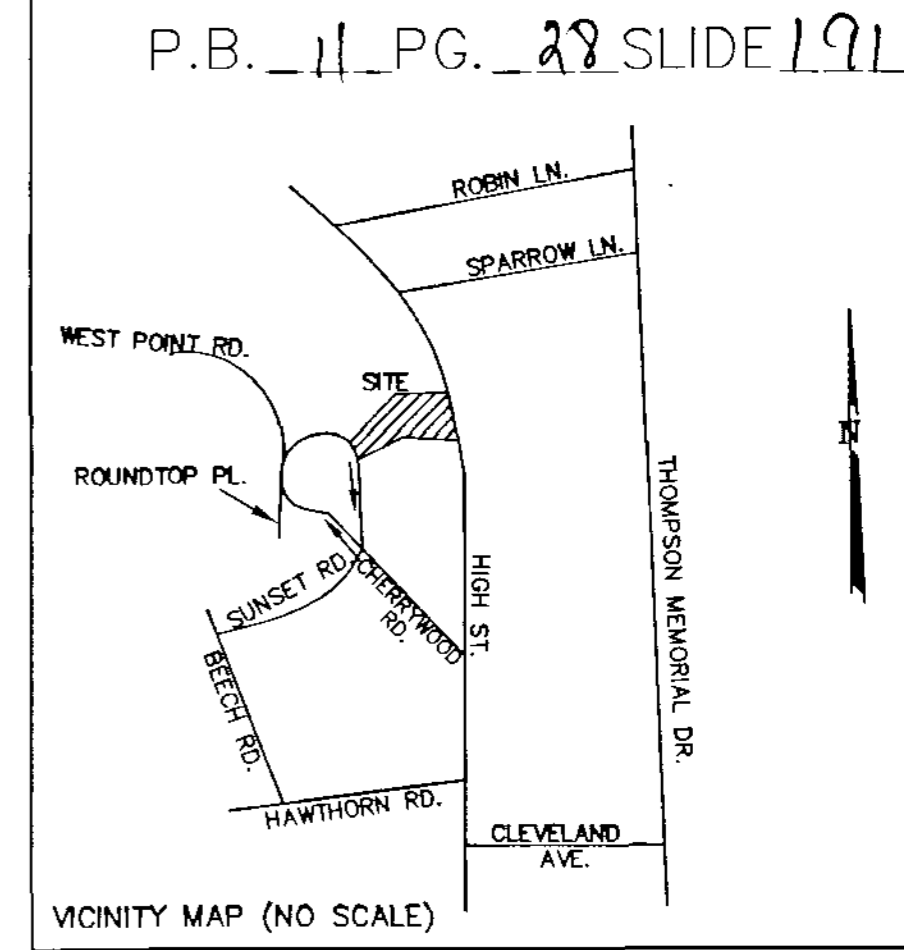 P.B. 11 PG. 28 SLIDE 191
ROBIN LN.
SPARROW LN.
WEST POINT RD.
SITE
ROUNDTOP PL.
N
THOMPSON MEMORIAL DR.
HIGH ST.
SUNSET RD.
CHERRYWOOD
RD.
BEECH RD.
HAWTHORN RD.
CLEVELAND
AVE.
VICINITY MAP (NO SCALE)